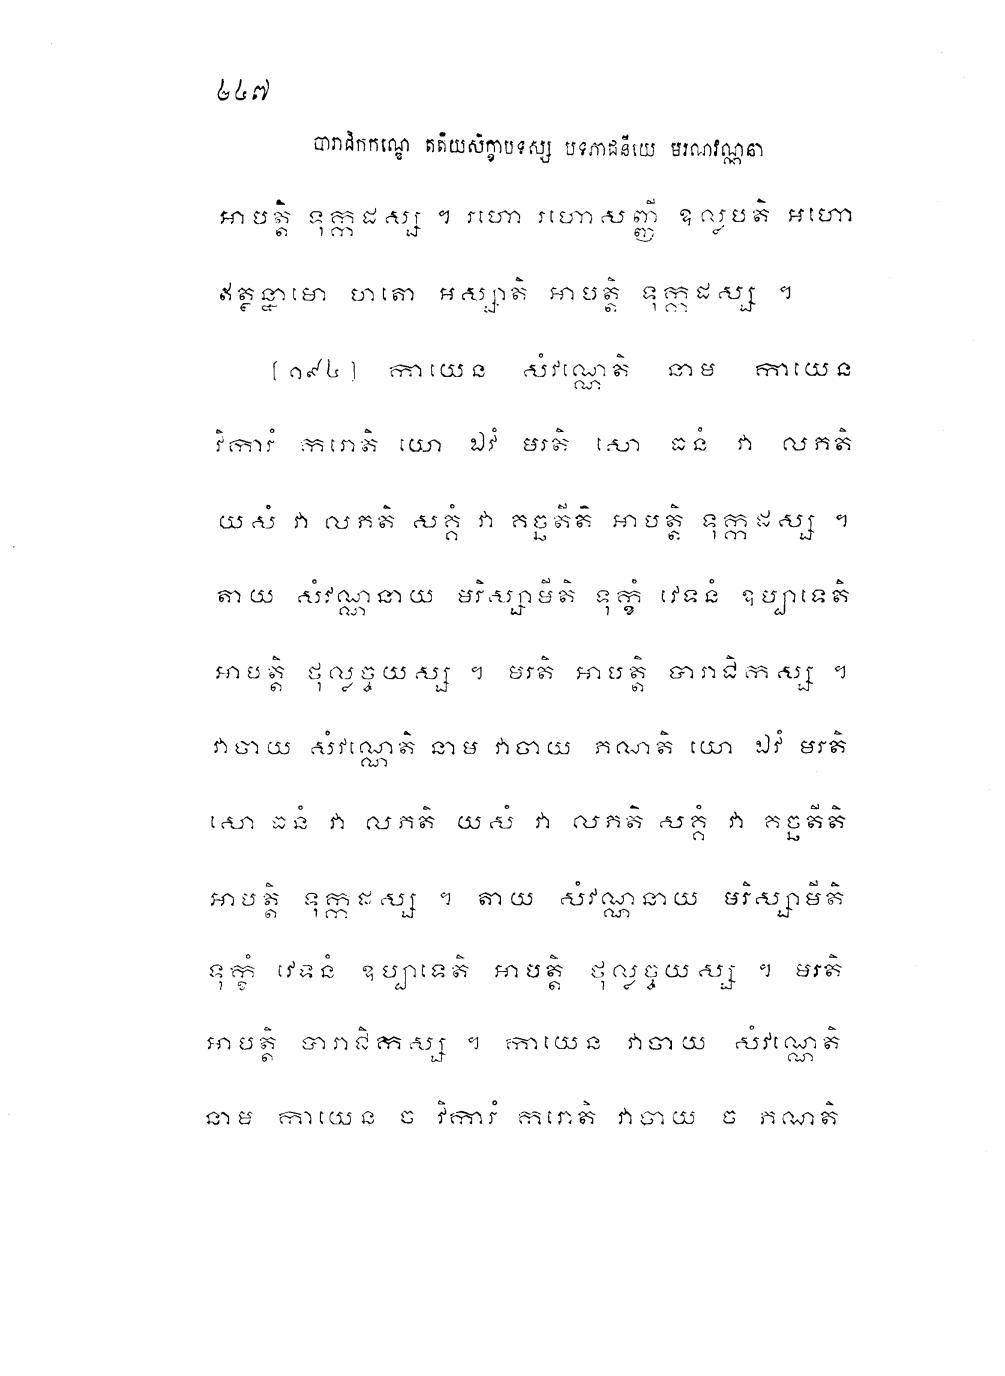 ៤៤៧
បារាជិកកណ្ឌេ តតិយសិក្ខាបទស្ស បទភាជនីយេ មរណវណ្ណនា
អាបត្តិ ទុក្កដស្ស ។ រហោ រហោសញ្ញី ឧល្លបតិ អហោ
ឥត្ថន្នាមោ ហតោ អស្សាតិ អាបត្តិ ទុក្កដស្ស ។
[១៩៤] កាយេន សំវណ្ណេតិ នាម កាយេន
វិការំ ករោតិ យោ ឯវំ មរតិ សោ ធនំ វា លភតិ
យសំ វា លភតិ សគ្គំ វា គច្ឆតីតិ អាបត្តិ ទុក្កដស្ស ។
តាយ សំវណ្ណនាយ មរិស្សាមីតិ ទុក្ខំ វេទនំ ឧប្បាទេតិ
អាបត្តិ ថុល្លច្ចយស្ស ។ មរតិ អាបត្តិ បារាជិកស្ស ។
វាចាយ សំវណ្ណេតិ នាម វាចាយ ភណតិ យោ ឯវំ មរតិ
សោ ធនំ វា លភតិ យសំ វា លភតិ សគ្គំ វា គច្ឆតីតិ
អាបត្តិ ទុក្កដស្ស ។ តាយ សំវណ្ណនាយ មរិស្សាមីតិ
ទុក្ខំ វេទនំ ឧប្បាទេតិ អាបត្តិ ថុល្លច្ចយស្ស ។ មរតិ
អាបត្តិ បារាជិកស្ស ។ កាយេន វាចាយ សំវណ្ណេតិ
នាម កាយេន ច វិការំ ករោតិ វាចាយ ច ភណតិ